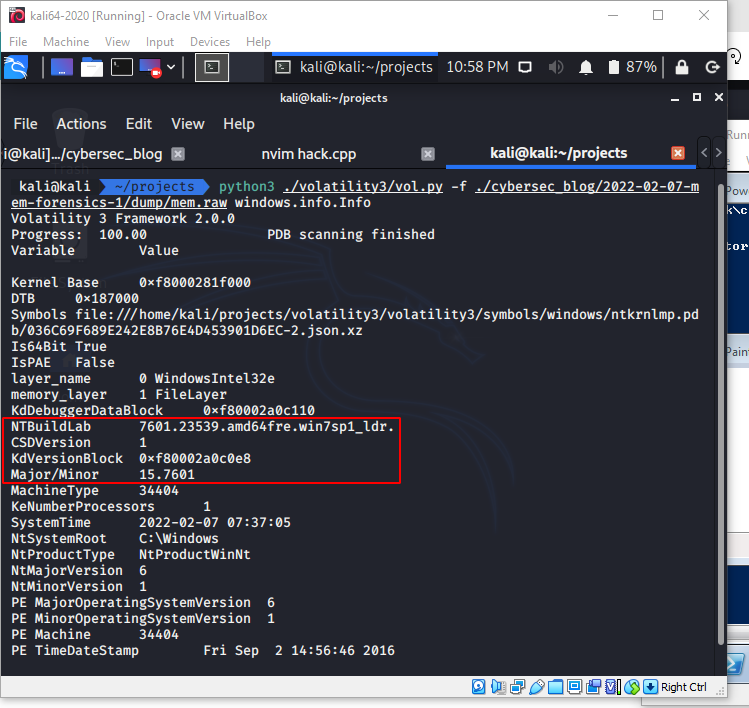 kali64-2020 [Running] - Oracle VM VirtualBox
File Machine View Input Devices Help
kali@kali:~/projects 10:58 PM 87%
kali@kali:~/projects
File Actions Edit View Help
i@kali]../cybersec_blog nvim hack.cpp kali@kali:~/projects
kali@kali ~/projects python3 ./volatility3/vol.py -f ./cybersec_blog/2022-02-07-m
em-forensics-1/dump/mem.raw windows.info.Info
Volatility 3 Framework 2.0.0
Progress: 100.00 PDB scanning finished
Variable Value
Kernel Base 0×f8000281f000
DTB 0×187000
Symbols file:///home/kali/projects/volatility3/volatility3/symbols/windows/ntkrnlmp.pd
b/036C69F689E242E8B76E4D453901D6EC-2.json.xz
Is64Bit True
IsPAE False
layer_name 0 WindowsIntel32e
memory_layer 1 FileLayer
KdDebuggerDataBlock 0×f80002a0c110
NTBuildLab 7601.23539.amd64fre.win7sp1_ldr.
CSDVersion 1
KdVersionBlock 0×f80002a0c0e8
Major/Minor 15.7601
MachineType 34404
KeNumberProcessors 1
SystemTime 2022-02-07 07:37:05
NtSystemRoot C:\Windows
NtProductType NtProductWinNt
NtMajorVersion 6
NtMinorVersion 1
PE MajorOperatingSystemVersion 6
PE MinorOperatingSystemVersion 1
PE Machine 34404
PE TimeDateStamp Fri Sep 2 14:56:46 2016
Right Ctrl